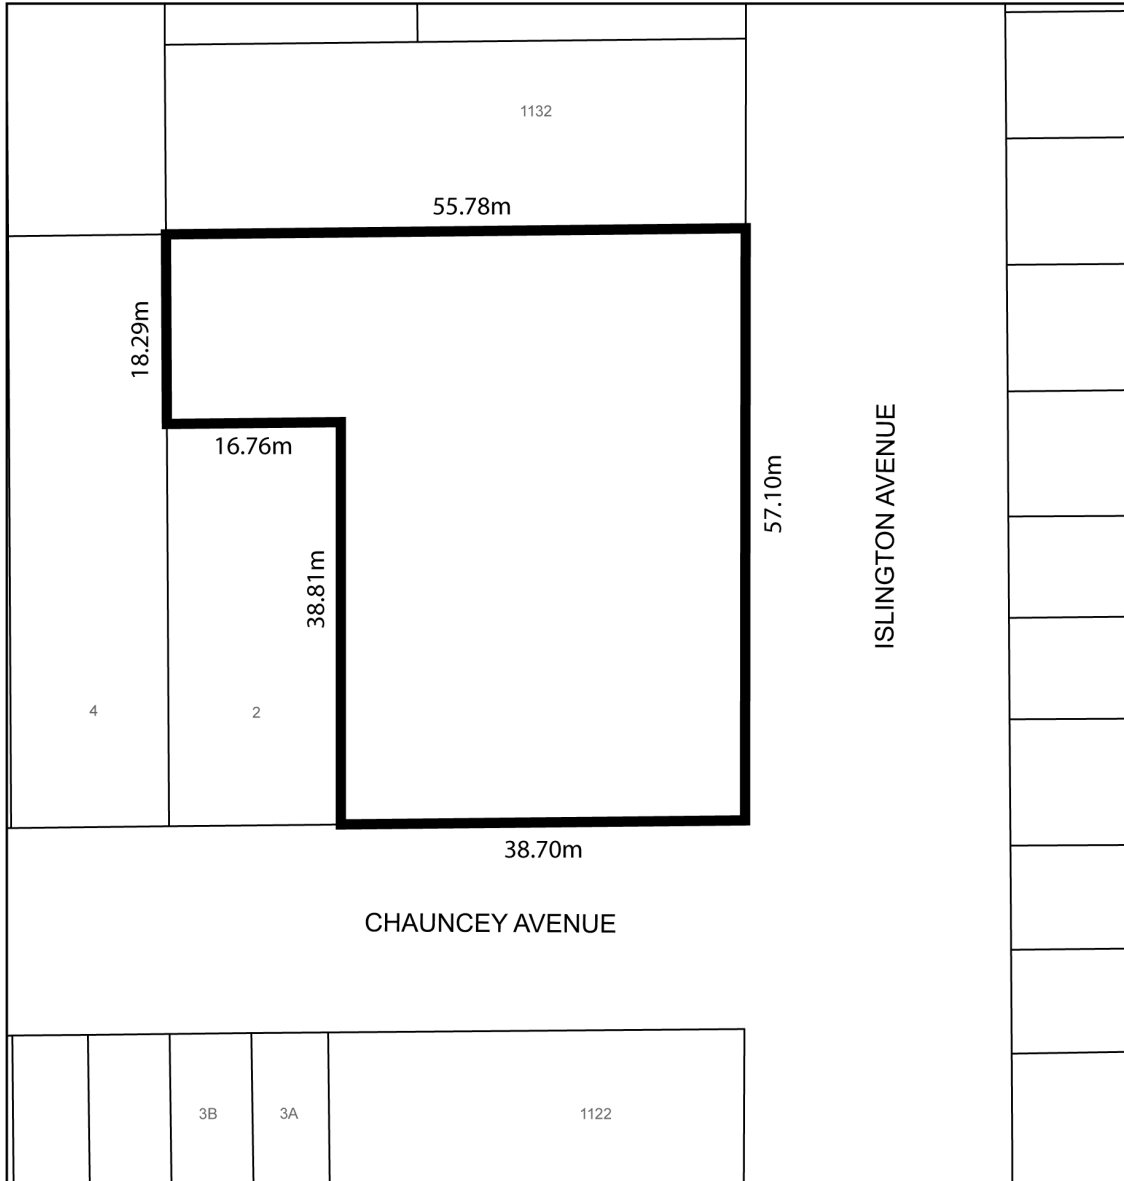 1132
55.78m
18.29m
16.76m
ISLINGTON AVENUE
57.10m
38.81m
4
2
38.70m
CHAUNCEY AVENUE
3B
3A
1122